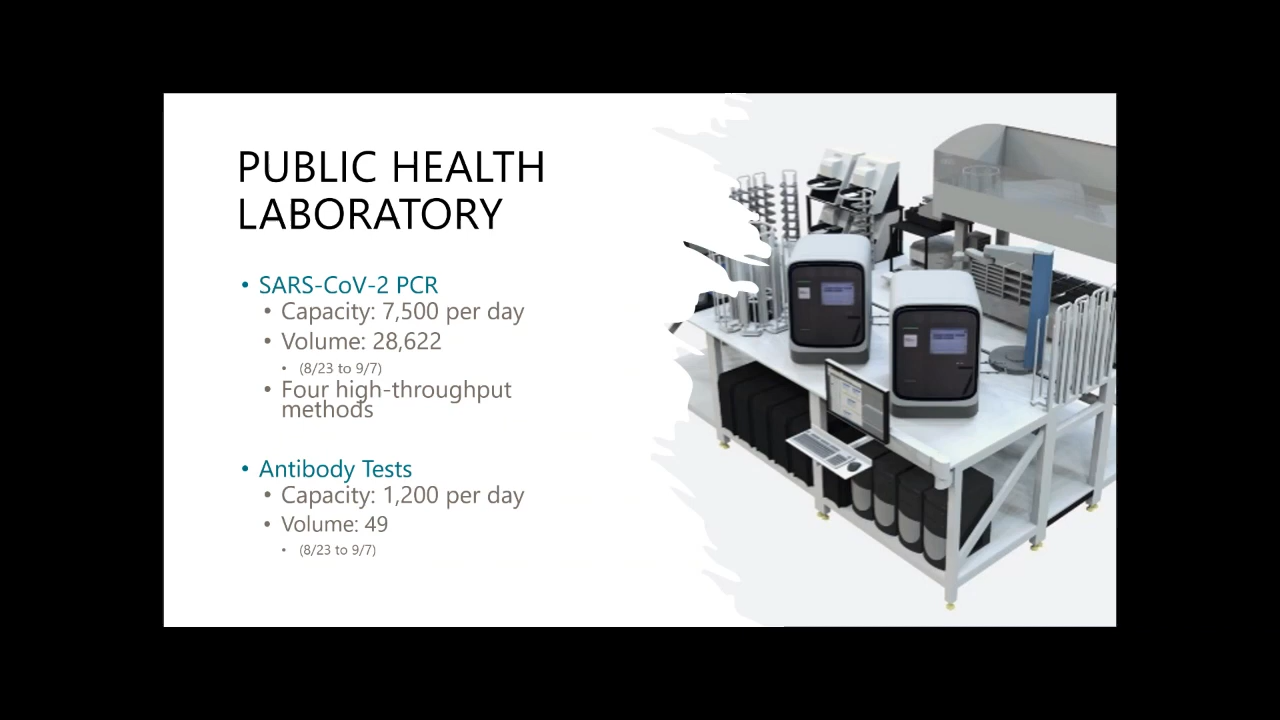 PUBLIC HEALTH
LABORATORY
• SARS-CoV-2 PCR
• Capacity: 7,500 per day
• Volume: 28,622
• (8/23 to 9/7)
• Four high-throughput
methods
• Antibody Tests
• Capacity: 1,200 per day
• Volume: 49
• (8/23 to 9/7)